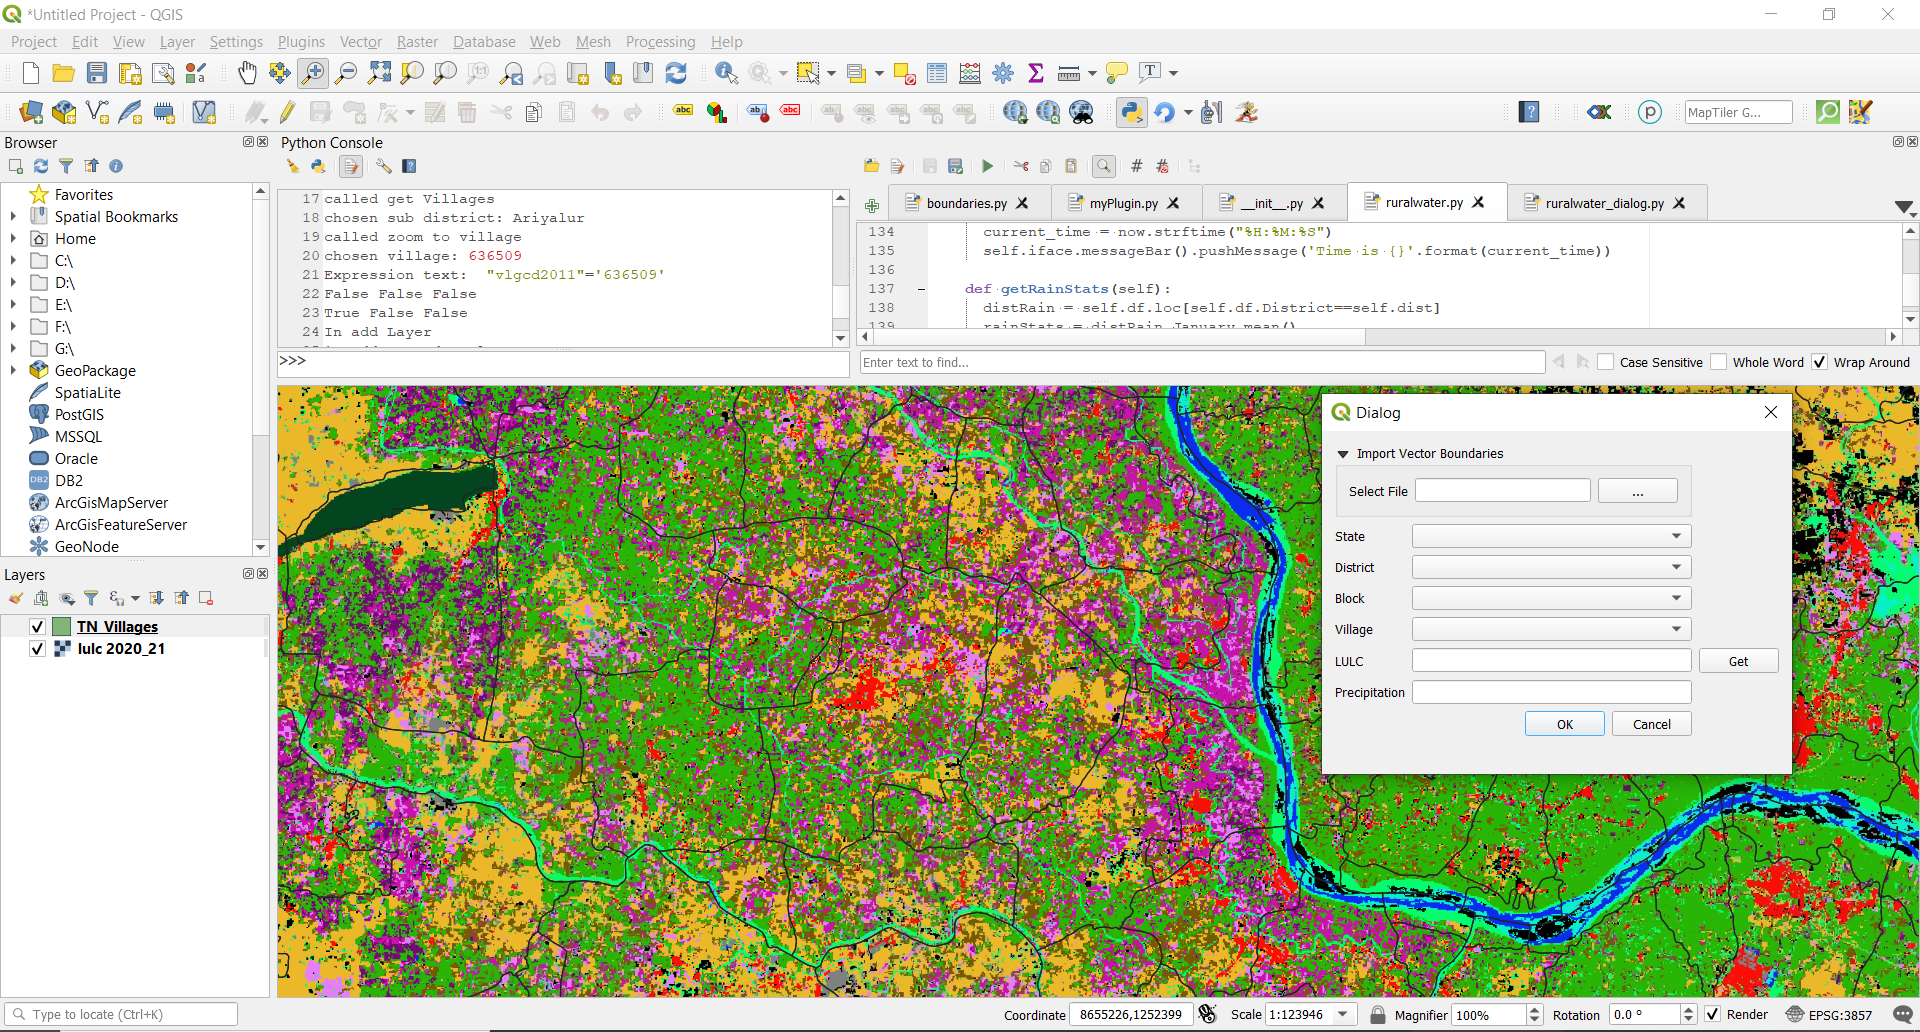 *Untitled Project - QGIS
Project Edit View Layer Settings Plugins Vector Raster Database Web Mesh Processing Help
MapTiler G...
Browser
Python Console
Favorites
Spatial Bookmarks
Home
C:\
D:\
E:\
F:\
G:\
GeoPackage
SpatiaLite
PostGIS
MSSQL
Oracle
DB2
ArcGisMapServer
ArcGisFeatureServer
GeoNode
17 called get Villages
18 chosen sub district: Ariyalur
19 called zoom to village
20 chosen village: 636509
21 Expression text:  "vlgcd2011"='636509'
22 False False False
23 True False False
24 In add Layer
>>>
boundaries.py
myPlugin.py
__init__.py
ruralwater.py
ruralwater_dialog.py
134 current_time = now.strftime("%H:%M:%S")
135 self.iface.messageBar().pushMessage('Time is {}'.format(current_time))
136
137 def getRainStats(self):
138 distRain = self.df.loc[self.df.District==self.dist]
139 rainStats = distRain.January.mean()
Enter text to find...
Case Sensitive
Whole Word
Wrap Around
Layers
TN_Villages
lulc 2020_21
Dialog
Import Vector Boundaries
Select File
...
State
District
Block
Village
LULC
Get
Precipitation
OK
Cancel
Type to locate (Ctrl+K)
Coordinate 8655226,1252399
Scale 1:123946
Magnifier 100%
Rotation 0.0 °
Render
EPSG:3857